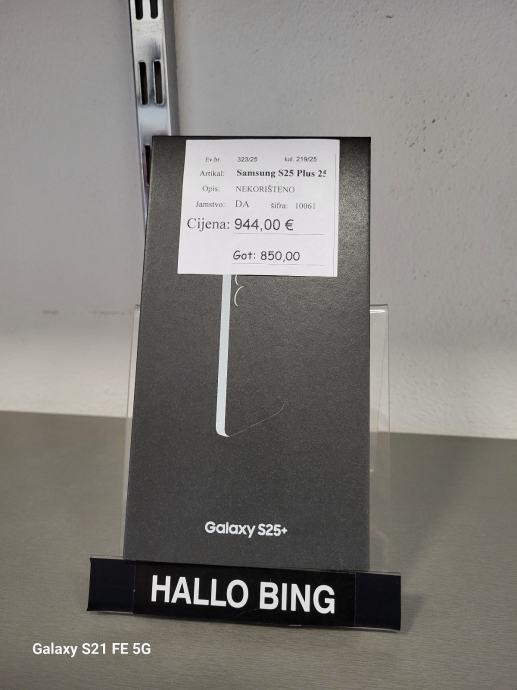 Ev.br. 323/25 kal. 219/25
Artikal: Samsung S25 Plus 25
Opis: NEKORIŠTENO
Jamstvo: DA šifra: 10061
Cijena: 944,00 €
Got: 850,00
Galaxy S25+
HALLO BING
Galaxy S21 FE 5G